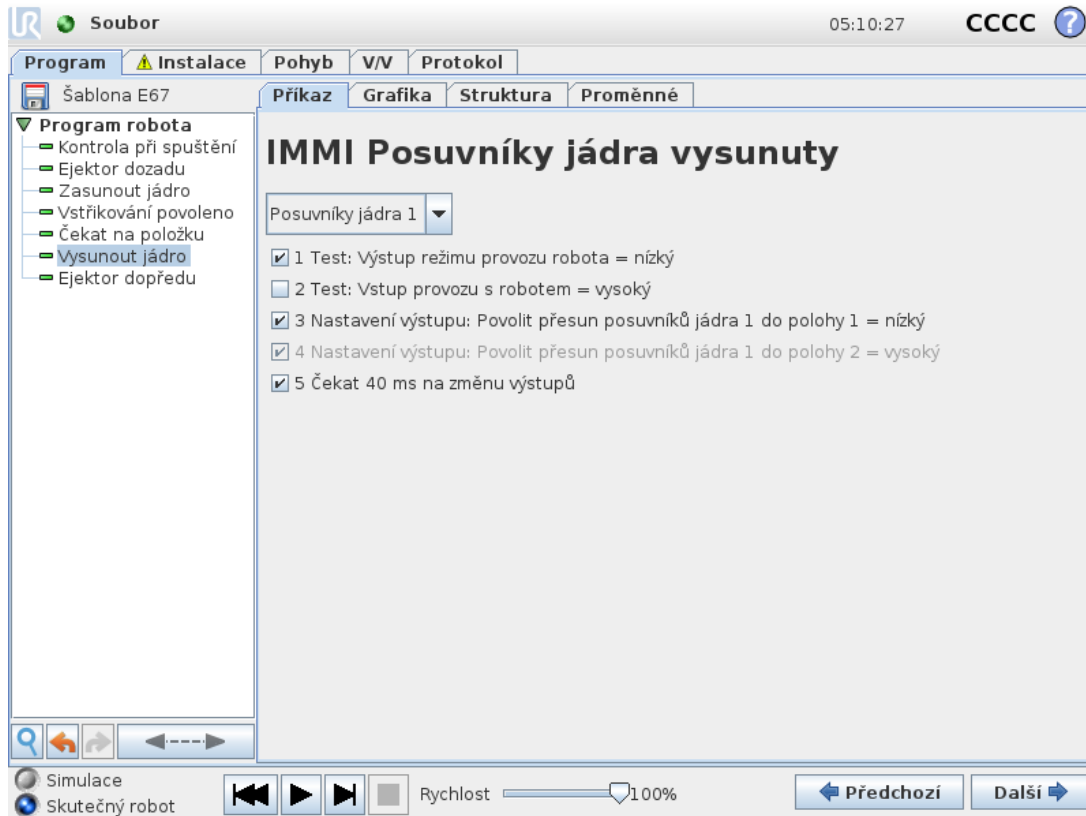 UR Soubor 05:10:27 CCCC ?
Program Instalace Pohyb V/V Protokol
Šablona E67 Příkaz Grafika Struktura Proměnné
Program robota
Kontrola při spuštění
Ejektor dozadu
Zasunout jádro
Vstřikování povoleno
Čekat na položku
Vysunout jádro
Ejektor dopředu
IMMI Posuvníky jádra vysunuty
Posuvníky jádra 1
1 Test: Výstup režimu provozu robota = nízký
2 Test: Vstup provozu s robotem = vysoký
3 Nastavení výstupu: Povolit přesun posuvníků jádra 1 do polohy 1 = nízký
4 Nastavení výstupu: Povolit přesun posuvníků jádra 1 do polohy 2 = vysoký
5 Čekat 40 ms na změnu výstupů
Simulace
Skutečný robot
Rychlost 100%
Předchozí Další